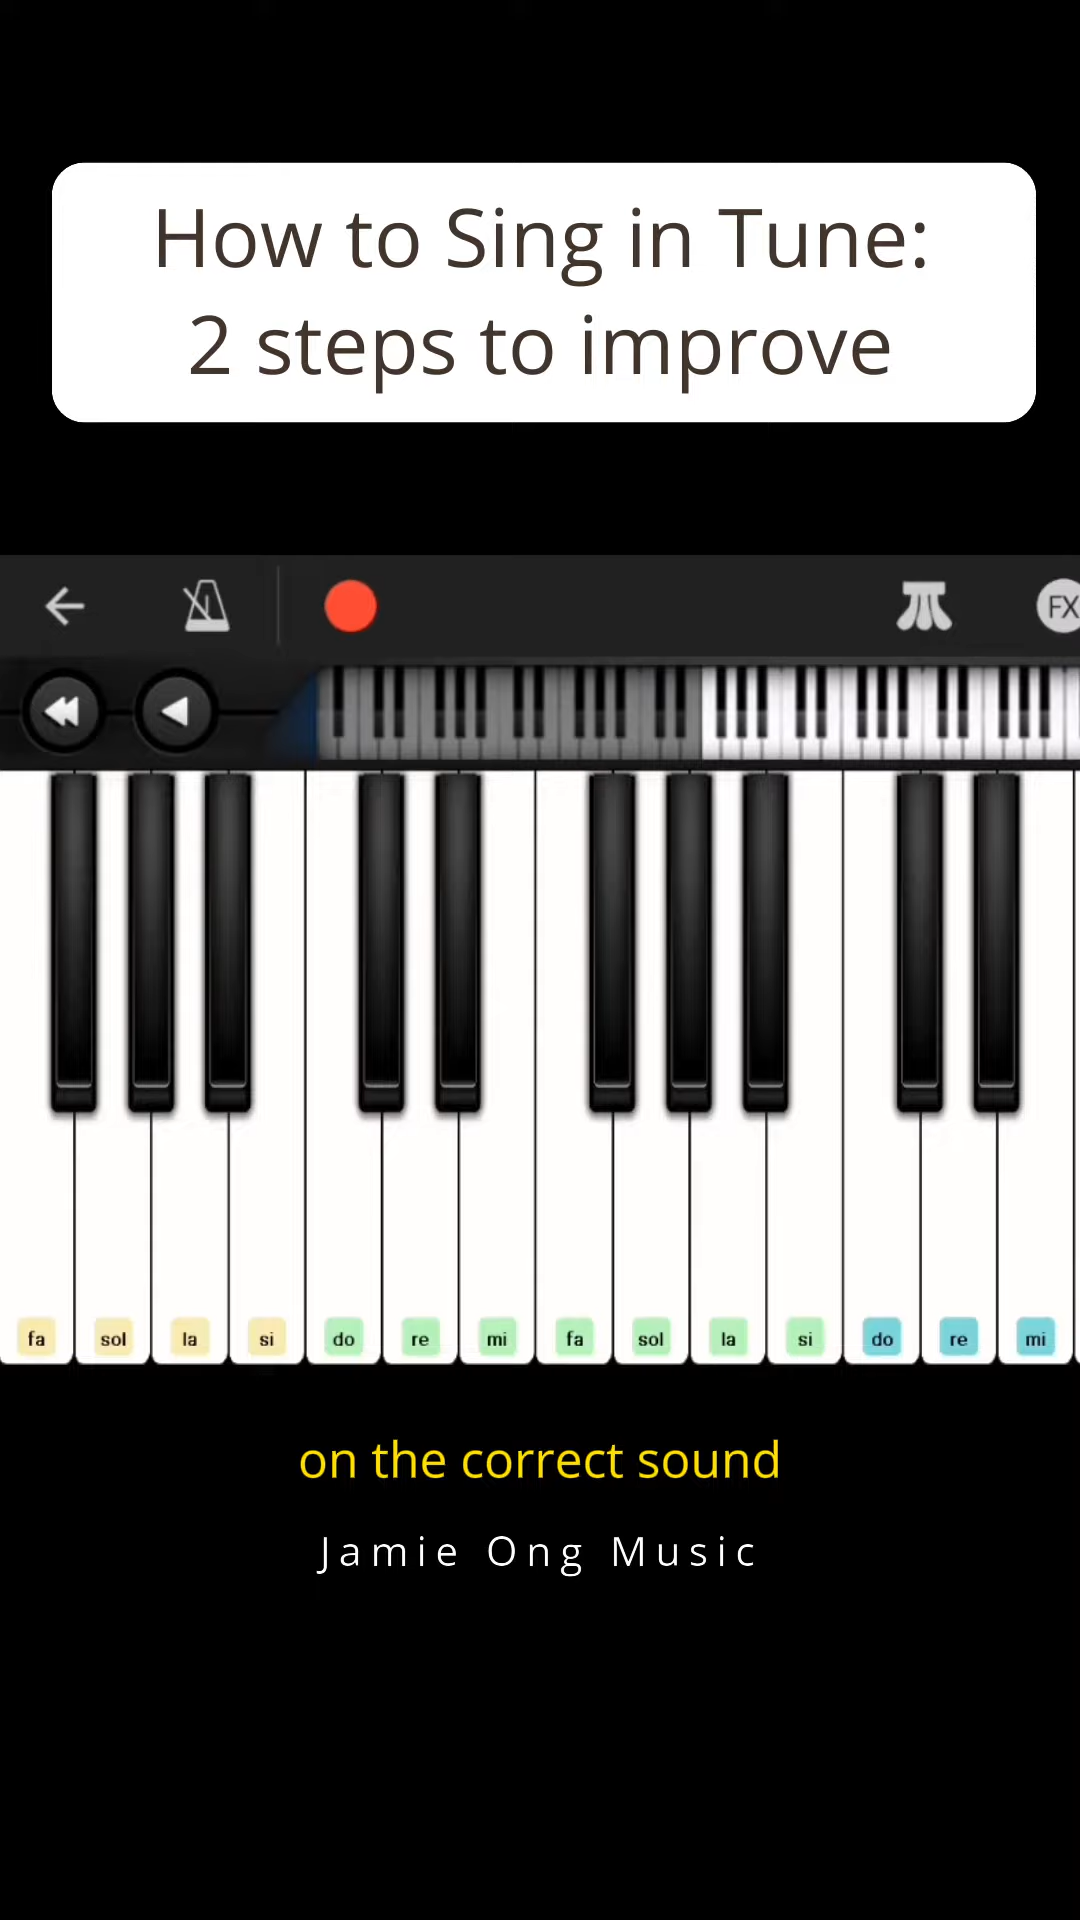 How to Sing in Tune:
2 steps to improve
FX
fa sol la si do re mi fa sol la si do re mi
on the correct sound
Jamie Ong Music